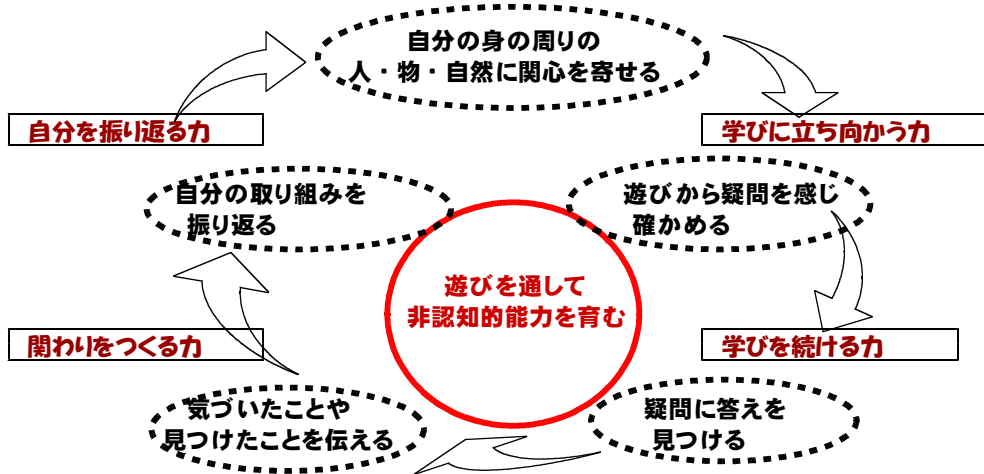 自分の身の周りの
人・物・自然に関心を寄せる
自分を振り返る力
学びに立ち向かう力
自分の取り組みを
振り返る
遊びから疑問を感じ
確かめる
遊びを通して
非認知的能力を育む
関わりをつくる力
学びを続ける力
気づいたことや
見つけたことを伝える
疑問に答えを
見つける